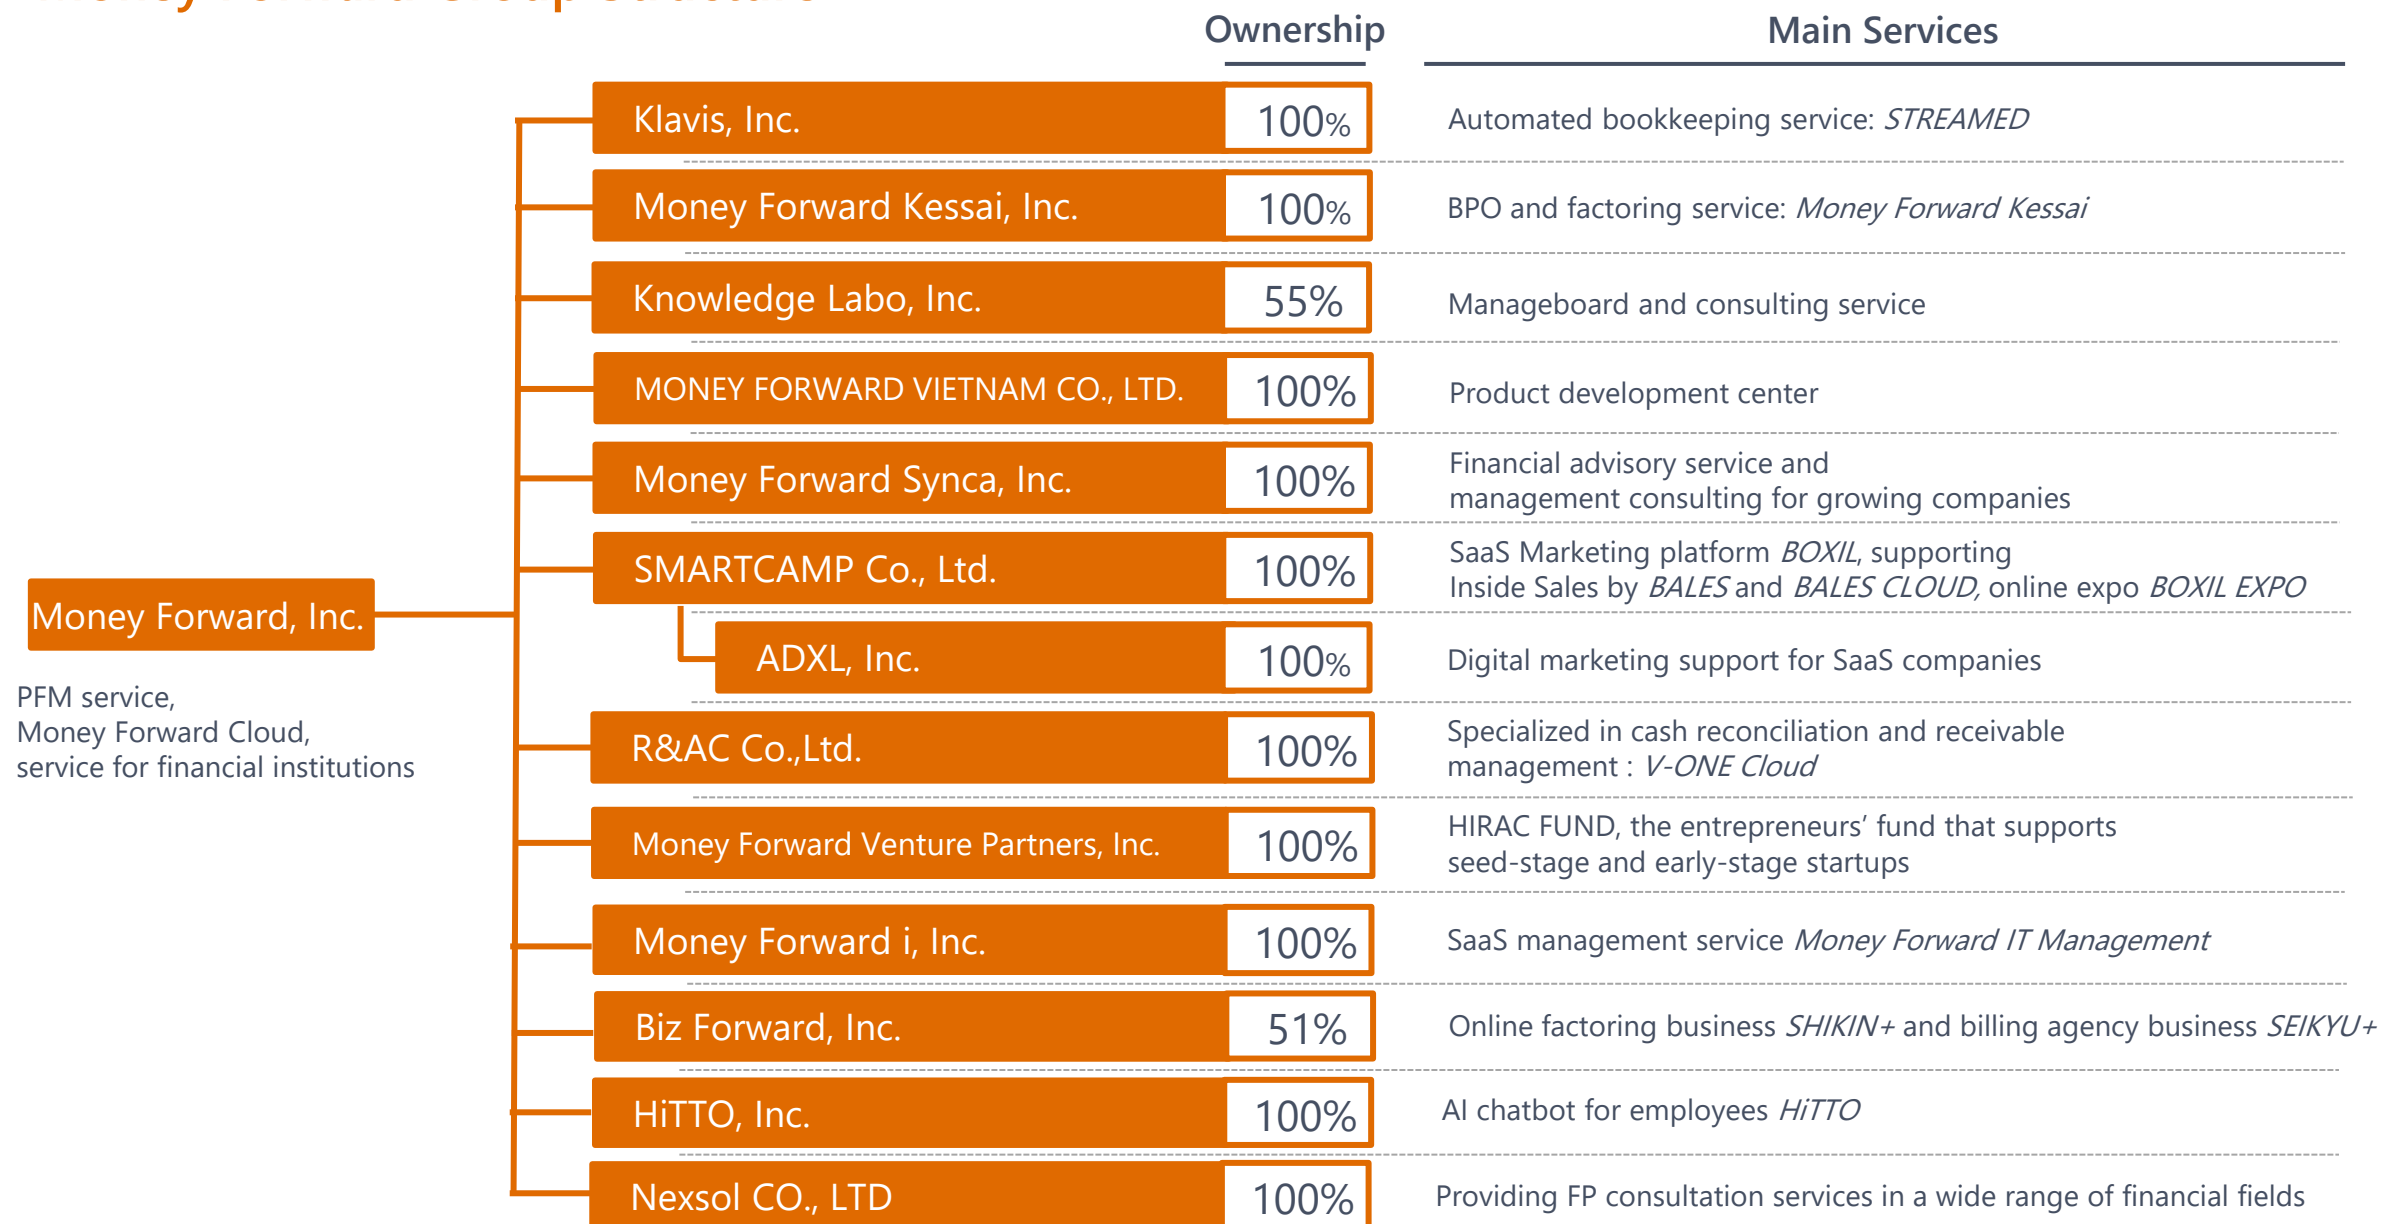 Money Forward Group Structure
Ownership
Main Services
Klavis, Inc.
100%
Automated bookkeeping service: STREAMED
Money Forward Kessai, Inc.
100%
BPO and factoring service: Money Forward Kessai
Knowledge Labo, Inc.
55%
Manageboard and consulting service
MONEY FORWARD VIETNAM CO., LTD.
100%
Product development center
Money Forward Synca, Inc.
100%
Financial advisory service and
management consulting for growing companies
SMARTCAMP Co., Ltd.
100%
SaaS Marketing platform BOXIL, supporting
Inside Sales by BALES and BALES CLOUD, online expo BOXIL EXPO
Money Forward, Inc.
PFM service,
Money Forward Cloud,
service for financial institutions
ADXL, Inc.
100%
Digital marketing support for SaaS companies
R&AC Co.,Ltd.
100%
Specialized in cash reconciliation and receivable
management : V-ONE Cloud
Money Forward Venture Partners, Inc.
100%
HIRAC FUND, the entrepreneurs’ fund that supports
seed-stage and early-stage startups
Money Forward i, Inc.
100%
SaaS management service Money Forward IT Management
Biz Forward, Inc.
51%
Online factoring business SHIKIN+ and billing agency business SEIKYU+
HiTTO, Inc.
100%
AI chatbot for employees HiTTO
Nexsol CO., LTD
100%
Providing FP consultation services in a wide range of financial fields